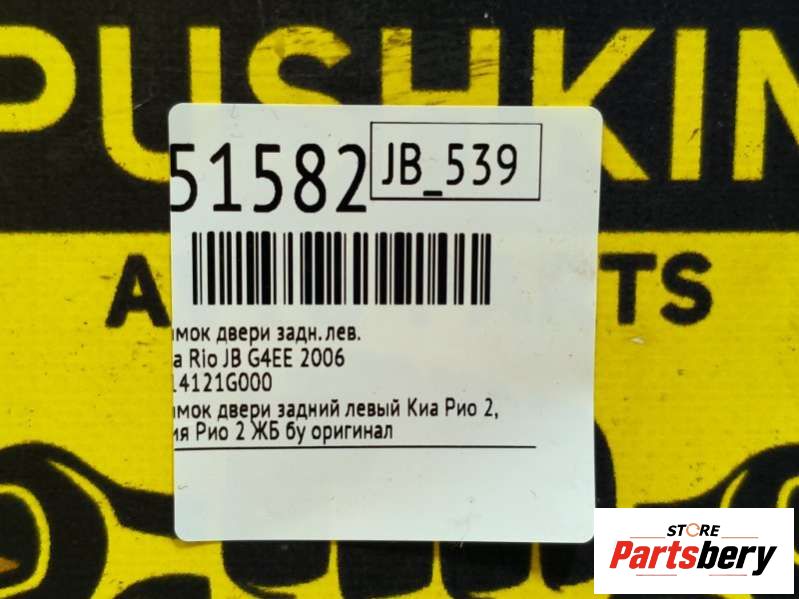 PUSHKIN
A TS
51582
JB_539
мок двери задн.лев.
a Rio JB G4EE 2006
14121G000
мок двери задний левый Киа Рио 2,
ия Рио 2 ЖБ бу оригинал
STORE
Partsbery